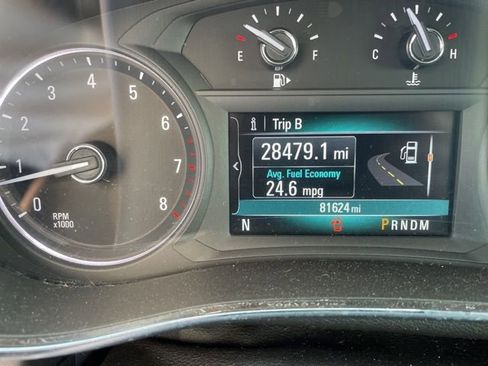 E F
C H
0 1 2 3 4 5 6 7 8
RPM
x1000
i Trip B
28479.1 mi
Avg. Fuel Economy
24.6 mpg
81624 mi
N PRNDM